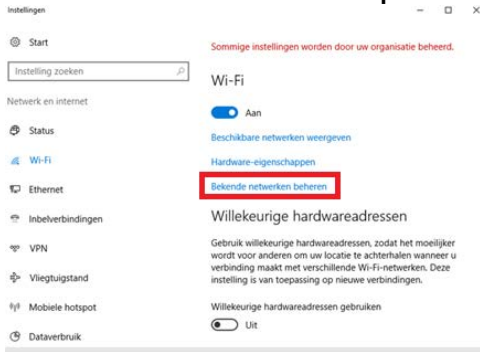 Instellingen
Start
Instelling zoeken
Netwerk en internet
Status
Wi-Fi
Ethernet
Inbelverbindingen
VPN
Vliegtuigstand
Mobiele hotspot
Dataverbruik
Sommige instellingen worden door uw organisatie beheerd.
Wi-Fi
Aan
Beschikbare netwerken weergeven
Hardware-eigenschappen
Bekende netwerken beheren
Willekeurige hardwareadressen
Gebruik willekeurige hardwareadressen, zodat het moeilijker
wordt voor anderen om uw locatie te achterhalen wanneer u
verbinding maakt met verschillende Wi-Fi-netwerken. Deze
instelling is van toepassing op nieuwe verbindingen.
Willekeurige hardwareadressen gebruiken
Uit